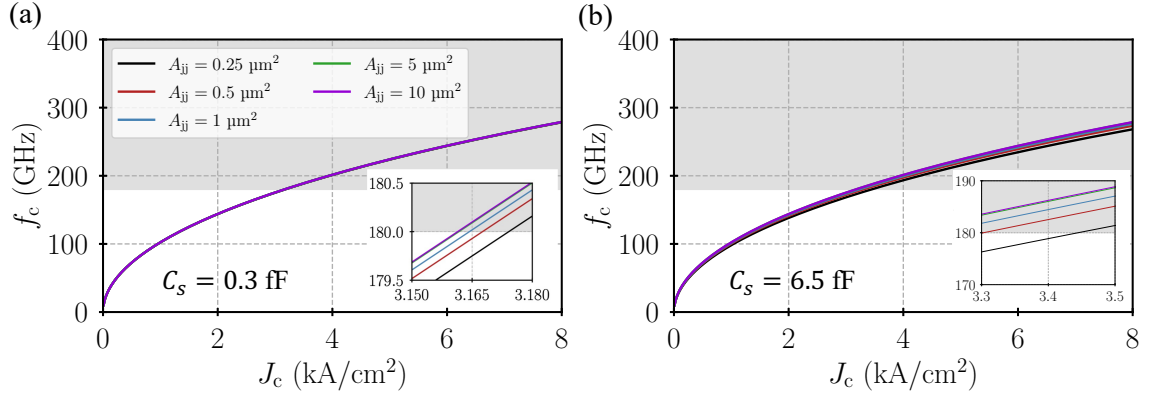 (a)
400
300
200
100
0
f_c (GHz)
A_jj = 0.25 µm²
A_jj = 0.5 µm²
A_jj = 1 µm²
A_jj = 5 µm²
A_jj = 10 µm²
180.5
180.0
179.5
3.150 3.165 3.180
C_s = 0.3 fF
0 2 4 6 8
J_c (kA/cm²)
(b)
400
300
200
100
0
f_c (GHz)
190
180
170
3.3 3.4 3.5
C_s = 6.5 fF
0 2 4 6 8
J_c (kA/cm²)